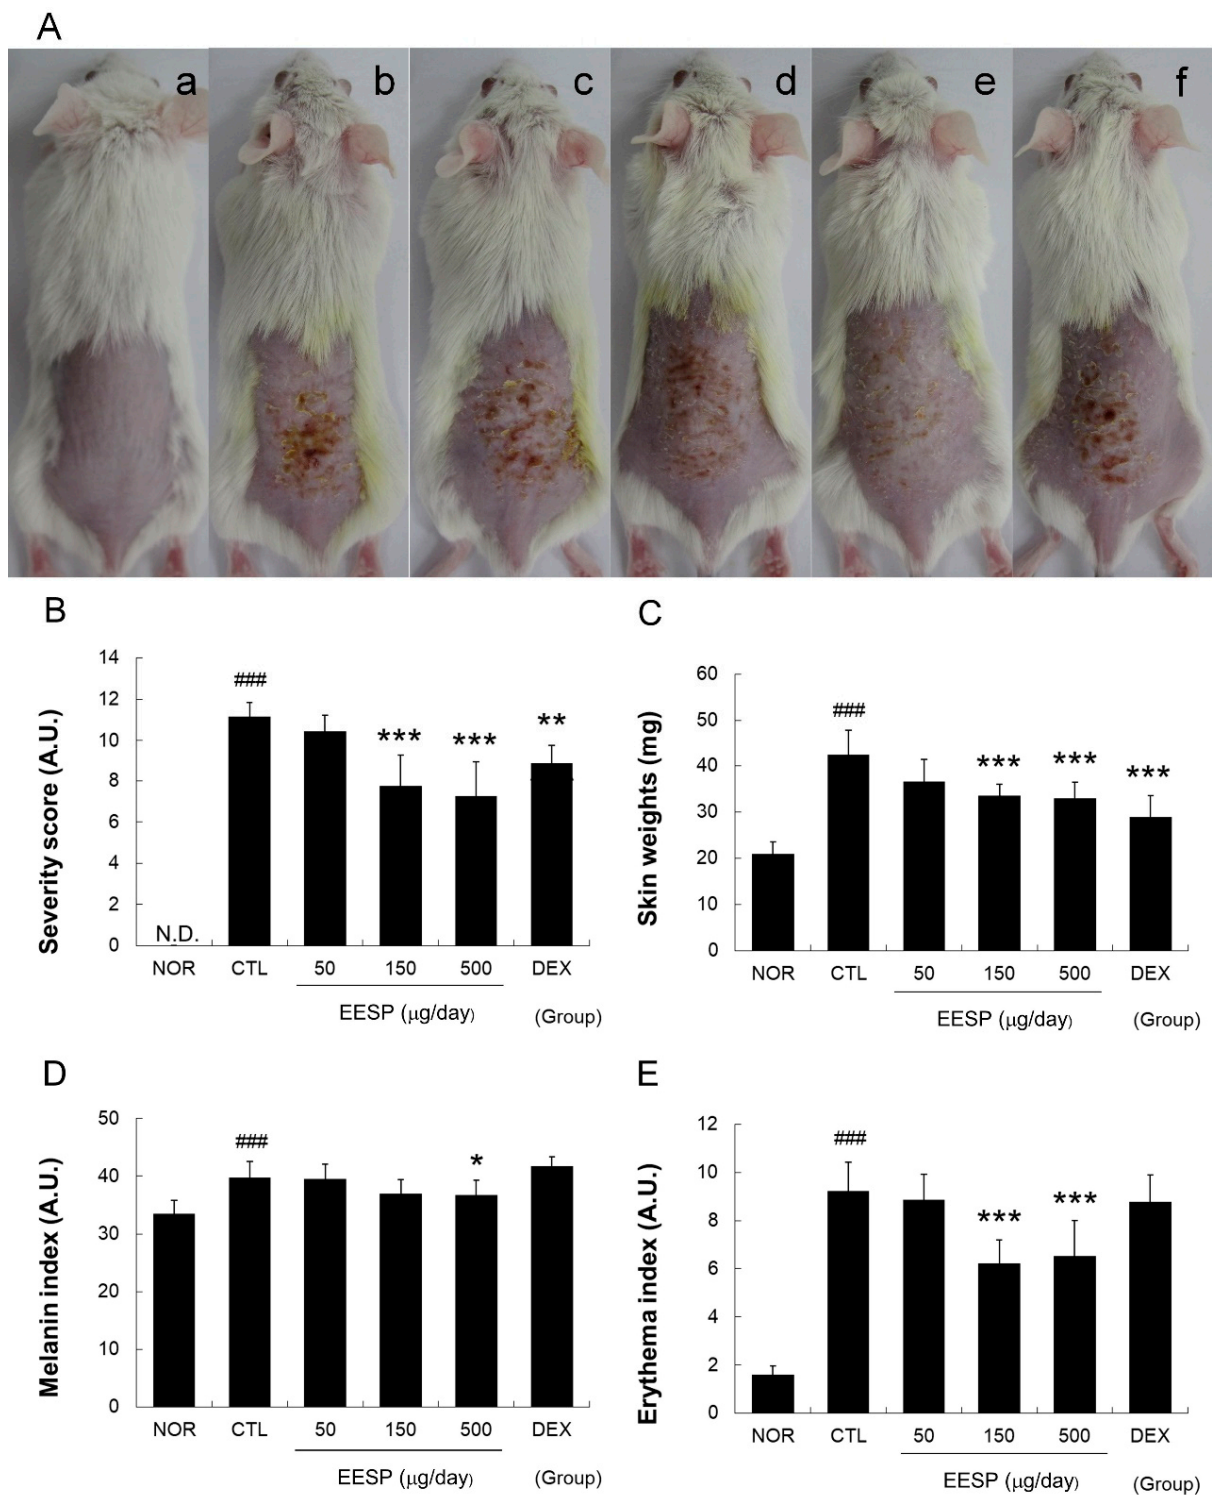 A
a b c d e f
B
Severity score (A.U.)
14
12
10
8
6
4
2
0
N.D.
###
***
***
**
NOR CTL 50 150 500 DEX
EESP (μg/day)
(Group)
C
Skin weights (mg)
60
50
40
30
20
10
0
###
***
***
***
NOR CTL 50 150 500 DEX
EESP (μg/day)
(Group)
D
Melanin index (A.U.)
50
40
30
20
10
0
###
*
NOR CTL 50 150 500 DEX
EESP (μg/day)
(Group)
E
Erythema index (A.U.)
12
10
8
6
4
2
0
###
***
***
NOR CTL 50 150 500 DEX
EESP (μg/day)
(Group)